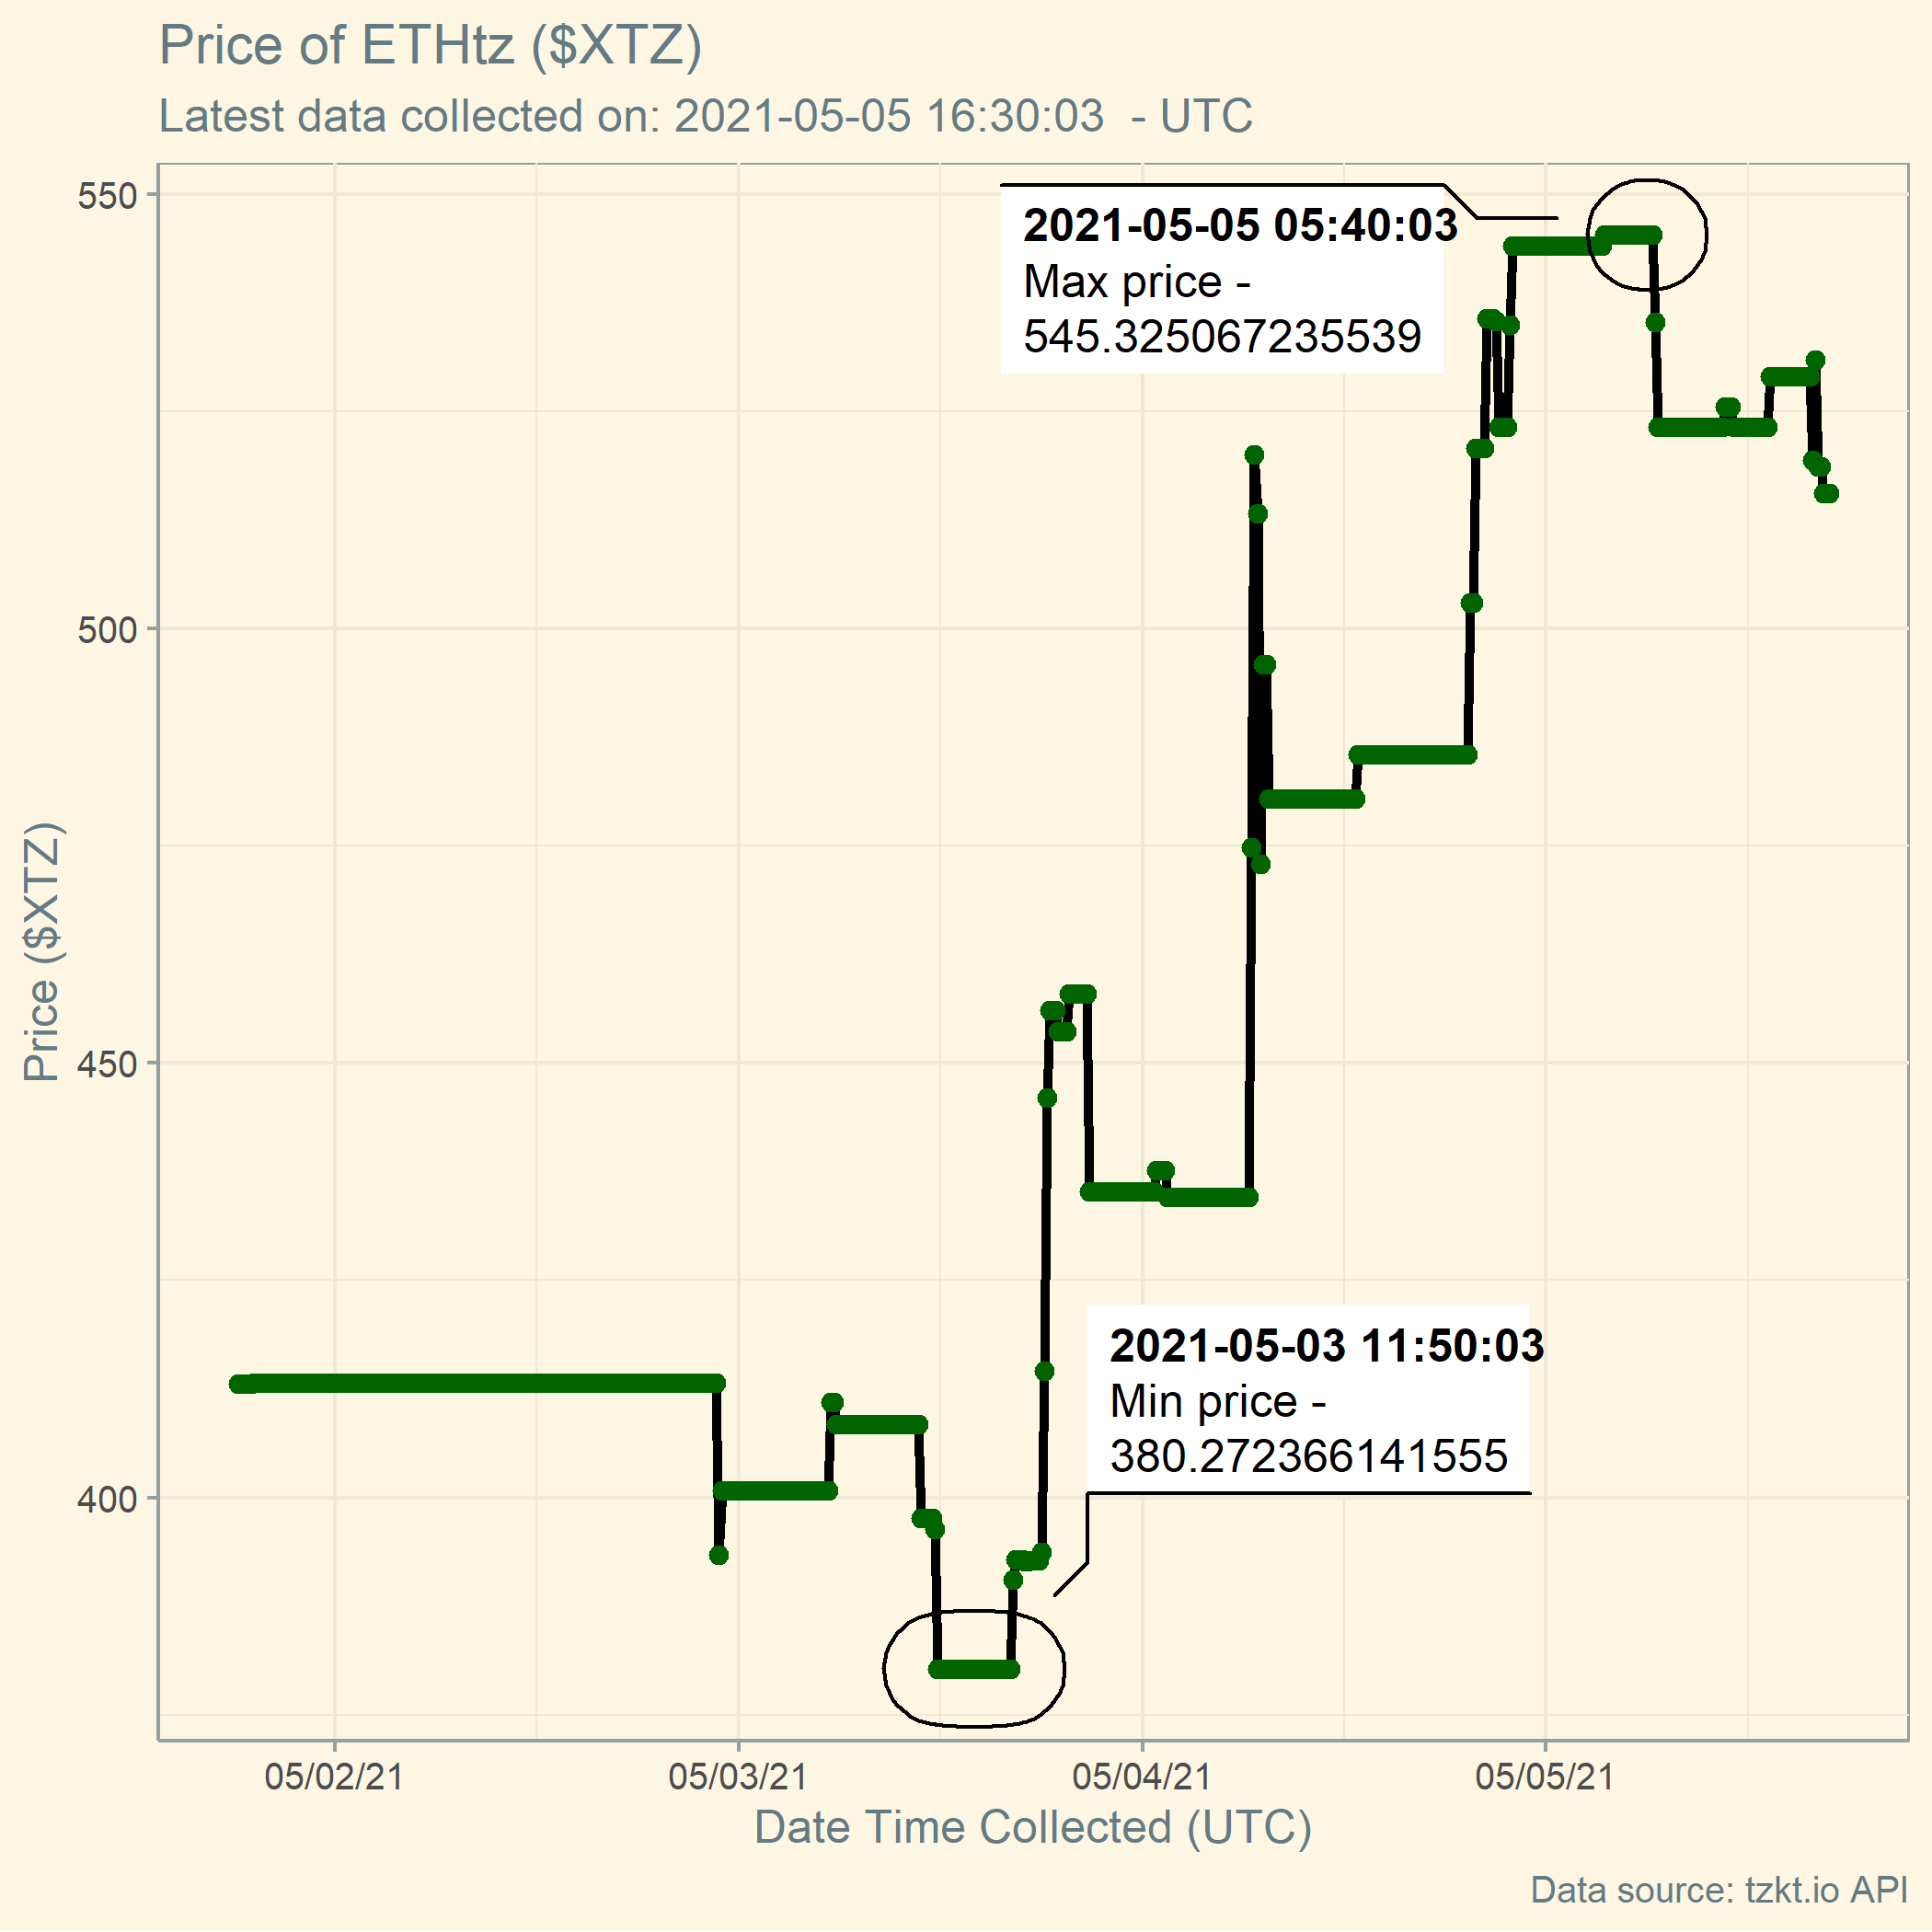 Price of ETHtz ($XTZ)
Latest data collected on: 2021-05-05 16:30:03  - UTC
550
500
450
400
Price ($XTZ)
2021-05-05 05:40:03
Max price -
545.325067235539
2021-05-03 11:50:03
Min price -
380.272366141555
05/02/21
05/03/21
05/04/21
05/05/21
Date Time Collected (UTC)
Data source: tzkt.io API